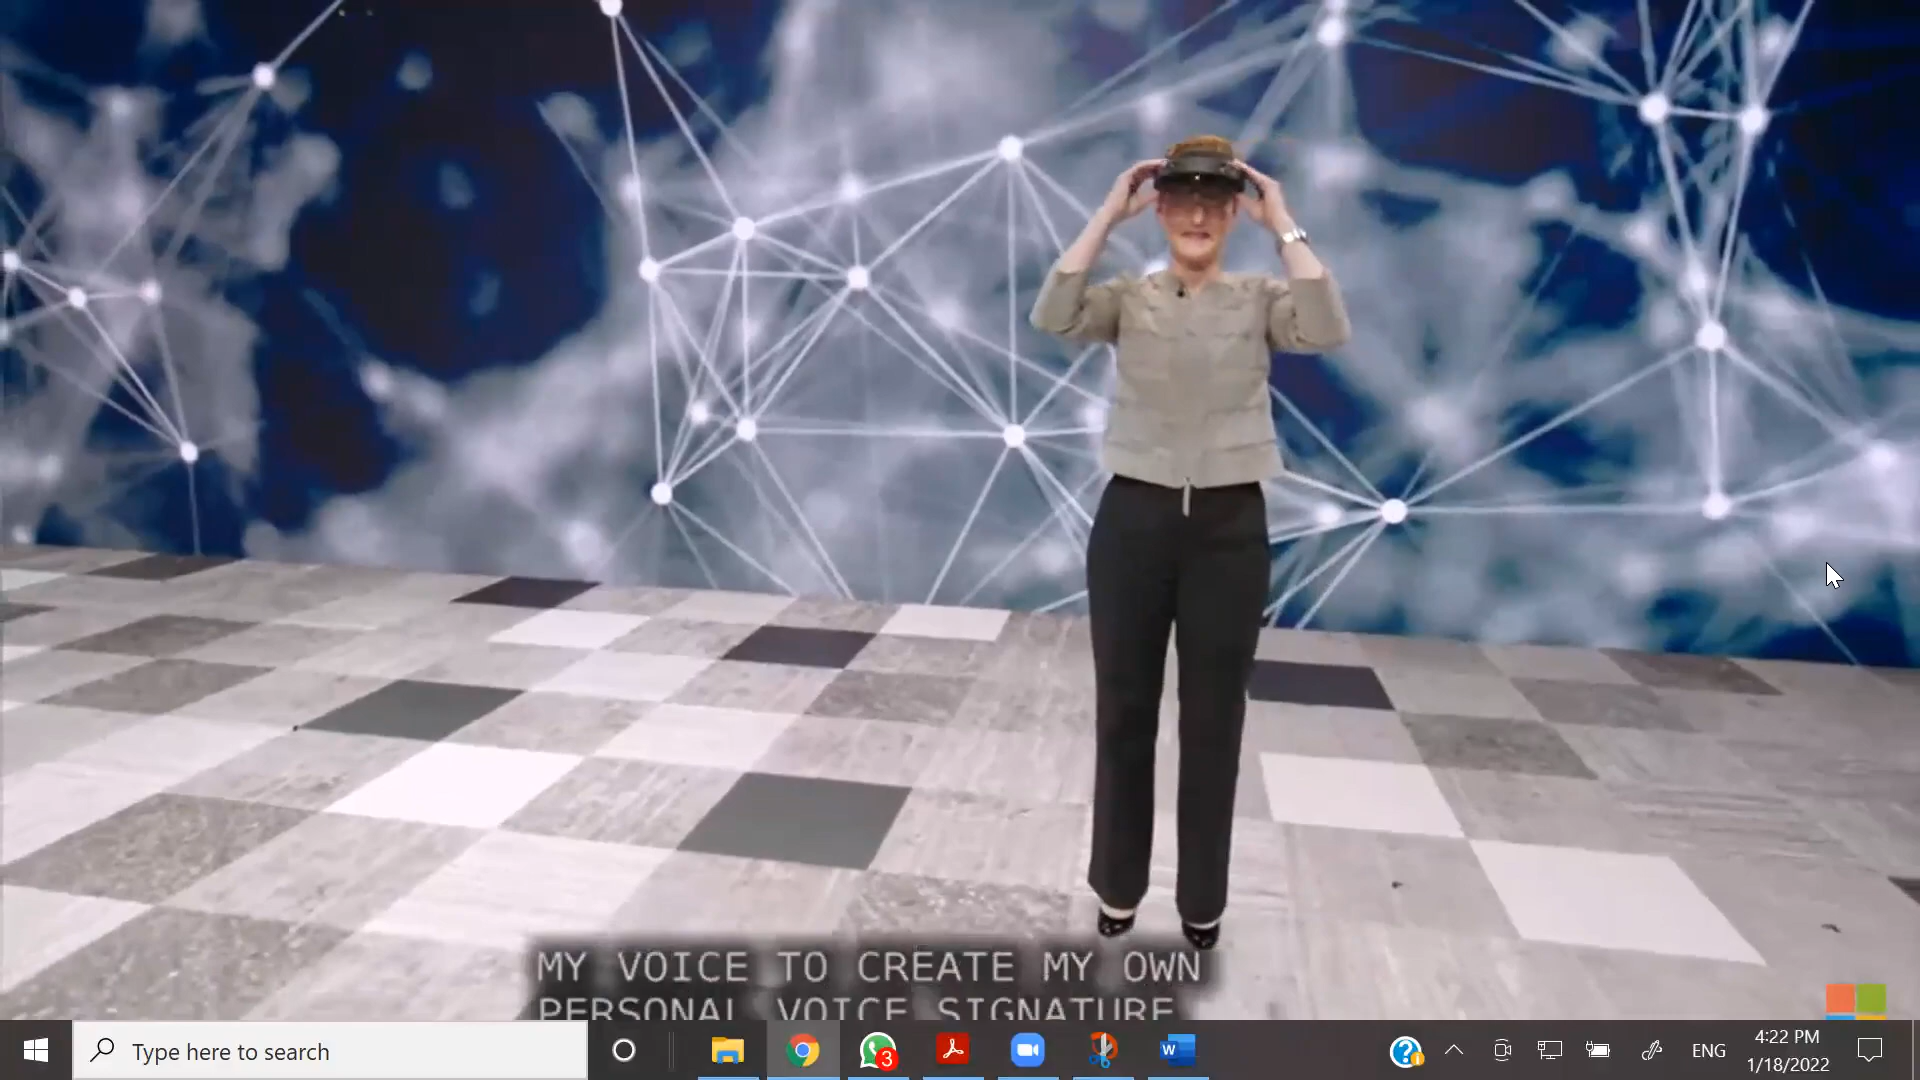 MY VOICE TO CREATE MY OWN
PERSONAL VOICE SIGNATURE
Type here to search
3
W
ENG
4:22 PM
1/18/2022